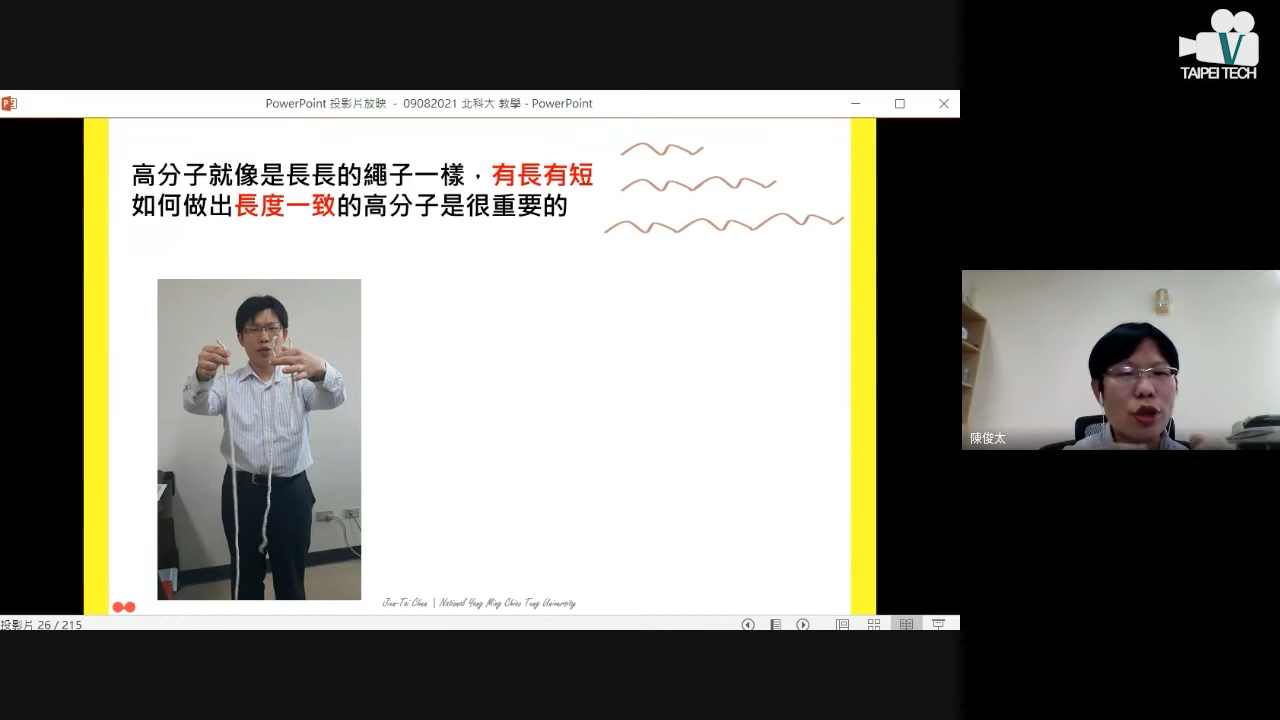 TAIPEI TECH
PowerPoint 投影片放映 - 09082021 北科大 教學 - PowerPoint
高分子就像是長長的繩子一樣，有長有短
如何做出長度一致的高分子是很重要的
陳俊太
Jiun-Tai Chen | National Yang Ming Chiao Tung University
投影片 26 / 215